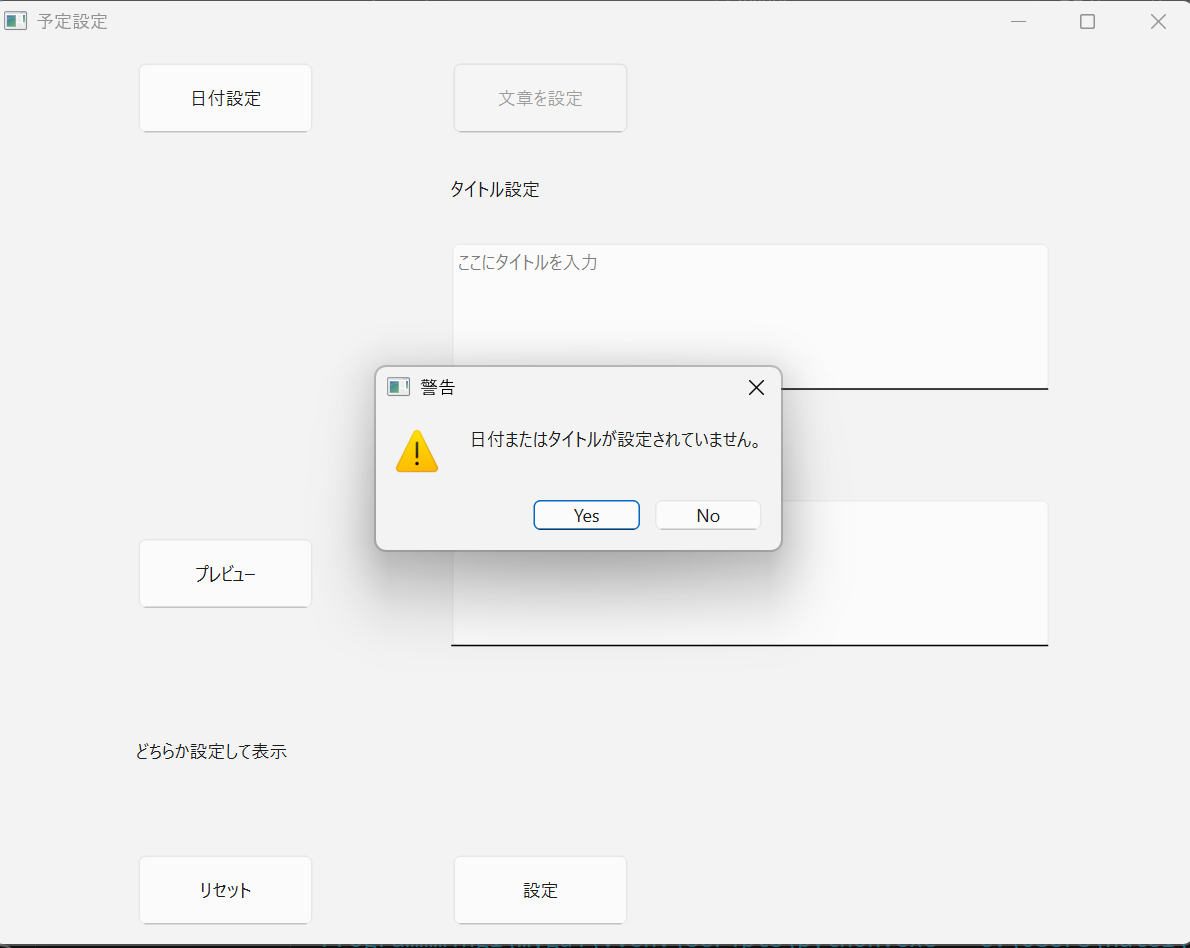 予定設定
日付設定
文章を設定
タイトル設定
ここにタイトルを入力
警告
日付またはタイトルが設定されていません。
Yes
No
プレビュー
どちらか設定して表示
リセット
設定